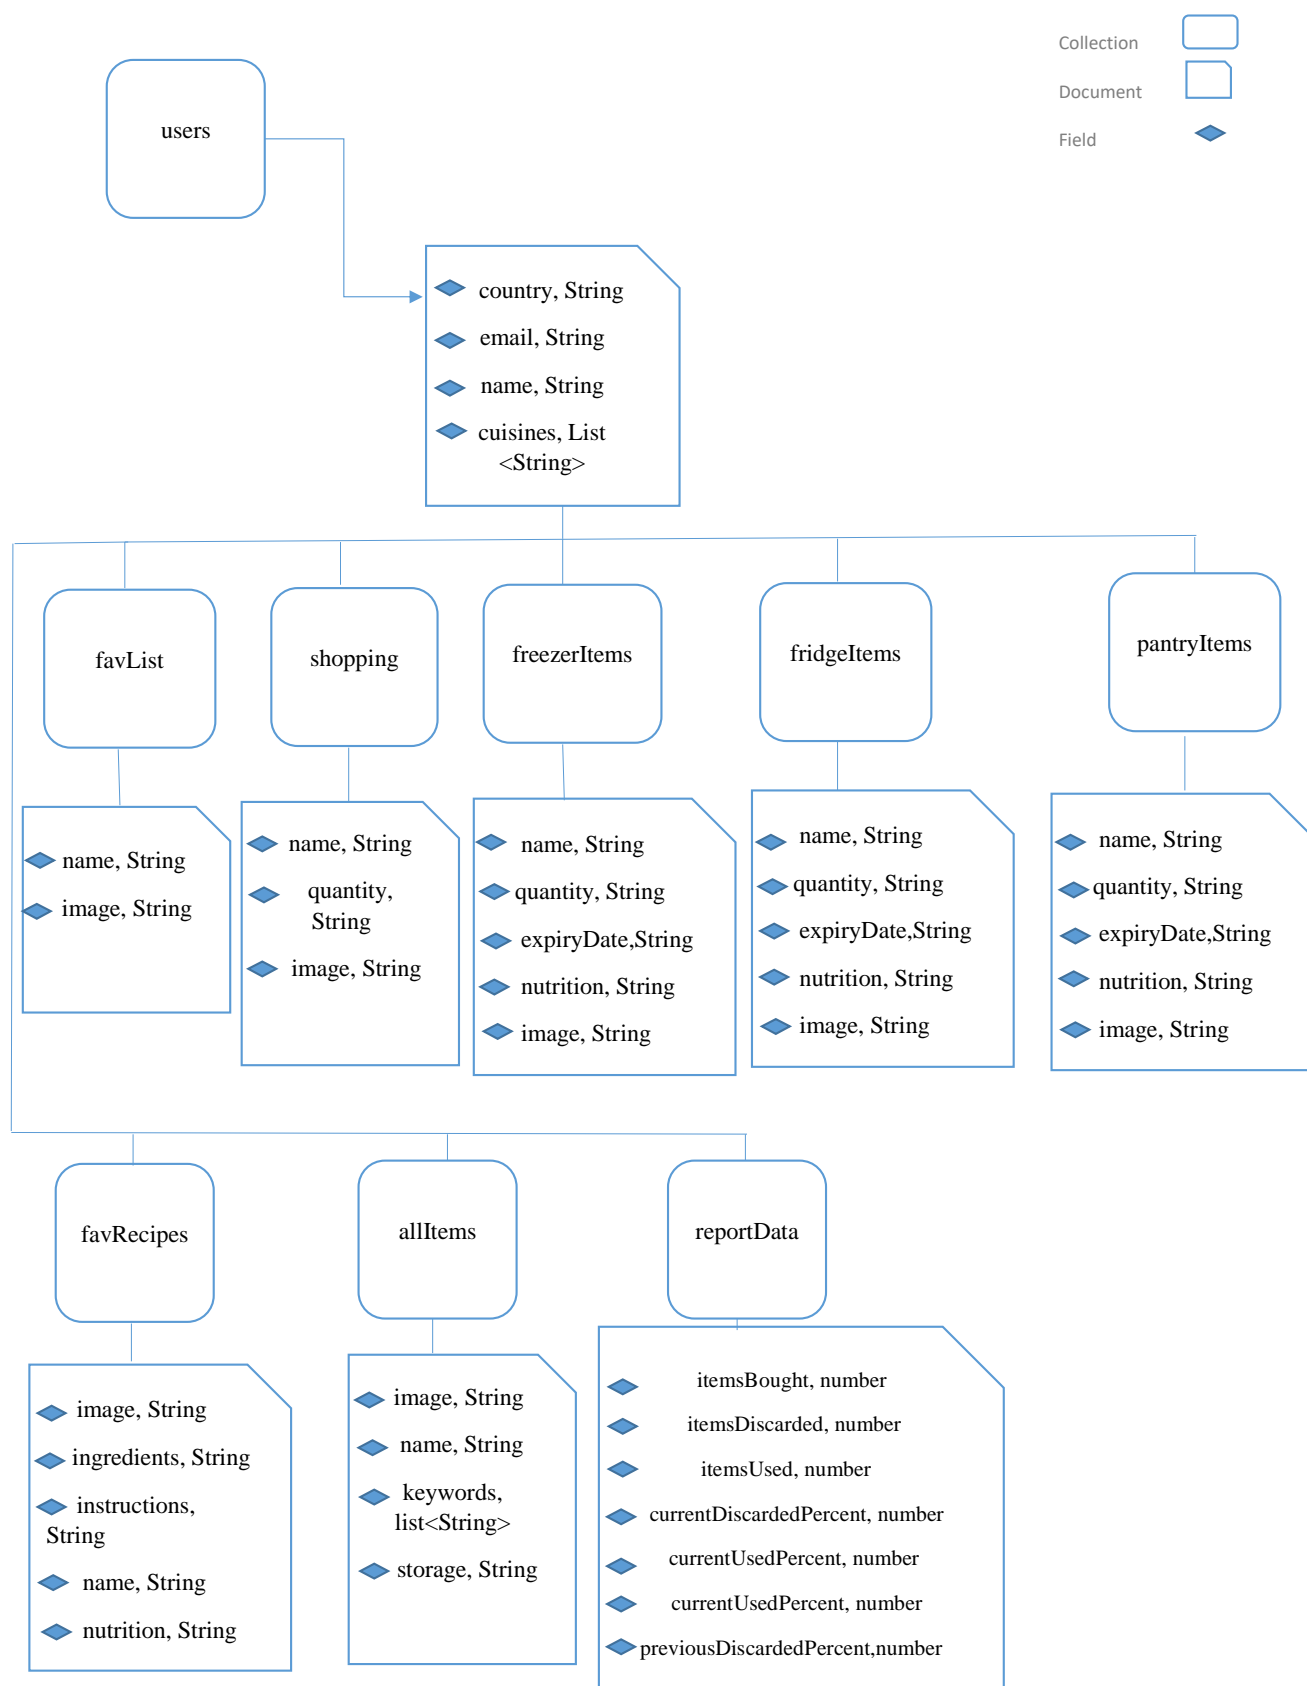 Collection
Document
Field
users
country, String
email, String
name, String
cuisines, List
<String>
favList
shopping
freezerItems
fridgeItems
pantryItems
name, String
image, String
name, String
quantity,
String
image, String
name, String
quantity, String
expiryDate,String
nutrition, String
image, String
name, String
quantity, String
expiryDate,String
nutrition, String
image, String
name, String
quantity, String
expiryDate,String
nutrition, String
image, String
favRecipes
allItems
reportData
image, String
ingredients, String
instructions,
String
name, String
nutrition, String
image, String
name, String
keywords,
list<String>
storage, String
itemsBought, number
itemsDiscarded, number
itemsUsed, number
currentDiscardedPercent, number
currentUsedPercent, number
currentUsedPercent, number
previousDiscardedPercent,number